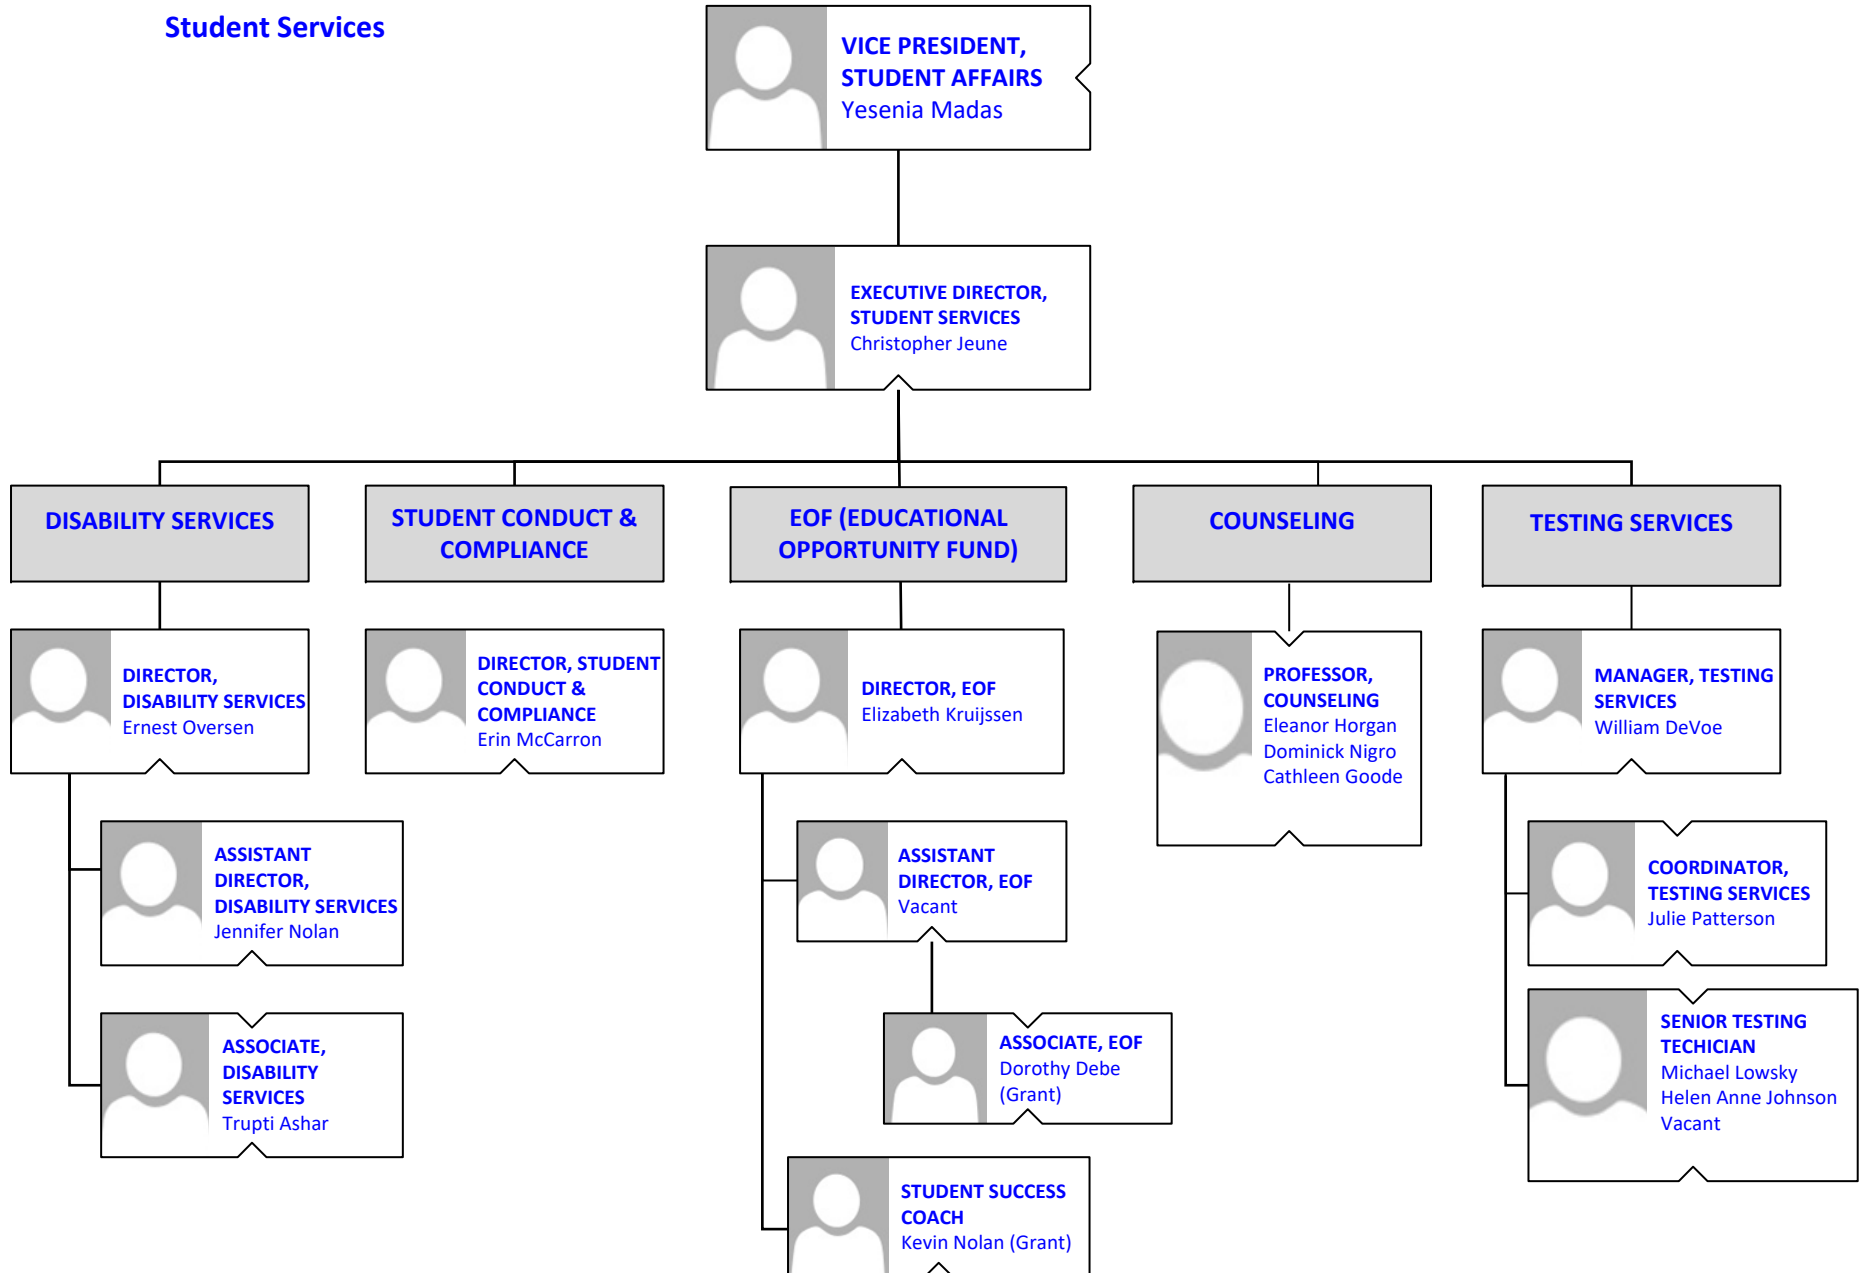 Student Services
VICE PRESIDENT,
STUDENT AFFAIRS
Yesenia Madas
EXECUTIVE DIRECTOR,
STUDENT SERVICES
Christopher Jeune
DISABILITY SERVICES
STUDENT CONDUCT &
COMPLIANCE
EOF (EDUCATIONAL
OPPORTUNITY FUND)
COUNSELING
TESTING SERVICES
DIRECTOR,
DISABILITY SERVICES
Ernest Oversen
DIRECTOR, STUDENT
CONDUCT &
COMPLIANCE
Erin McCarron
DIRECTOR, EOF
Elizabeth Kruijssen
PROFESSOR,
COUNSELING
Eleanor Horgan
Dominick Nigro
Cathleen Goode
MANAGER, TESTING
SERVICES
William DeVoe
ASSISTANT
DIRECTOR,
DISABILITY SERVICES
Jennifer Nolan
ASSISTANT
DIRECTOR, EOF
Vacant
COORDINATOR,
TESTING SERVICES
Julie Patterson
ASSOCIATE,
DISABILITY
SERVICES
Trupti Ashar
ASSOCIATE, EOF
Dorothy Debe
(Grant)
SENIOR TESTING
TECHICIAN
Michael Lowsky
Helen Anne Johnson
Vacant
STUDENT SUCCESS
COACH
Kevin Nolan (Grant)